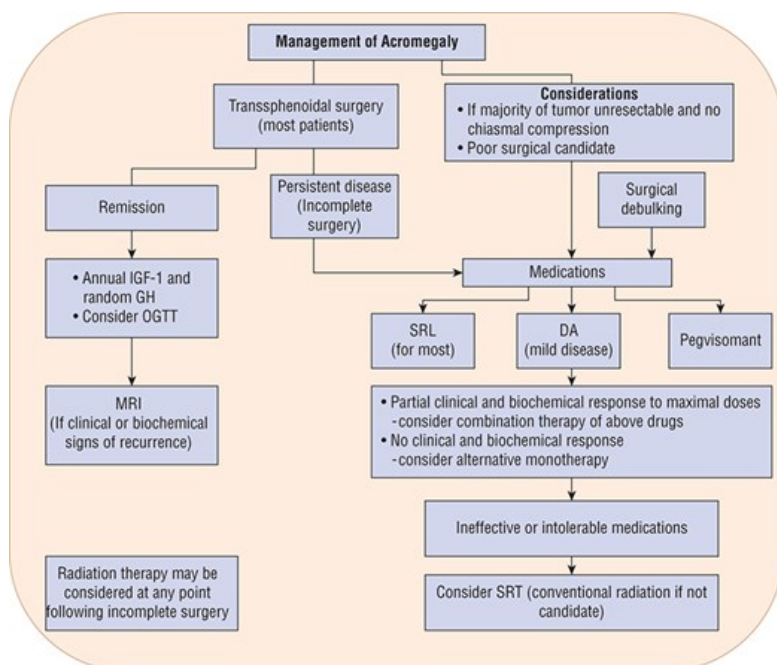 Management of Acromegaly
Transsphenoidal surgery
(most patients)
Considerations
• If majority of tumor unresectable and no
chiasmal compression
• Poor surgical candidate
Remission
Persistent disease
(Incomplete
surgery)
Surgical
debulking
• Annual IGF-1 and
random GH
• Consider OGTT
Medications
SRL
(for most)
DA
(mild disease)
Pegvisomant
MRI
(If clinical or biochemical
signs of recurrence)
• Partial clinical and biochemical response to maximal doses
-consider combination therapy of above drugs
• No clinical and biochemical response
-consider alternative monotherapy
Ineffective or intolerable medications
Radiation therapy may be
considered at any point
following incomplete surgery
Consider SRT (conventional radiation if not
candidate)